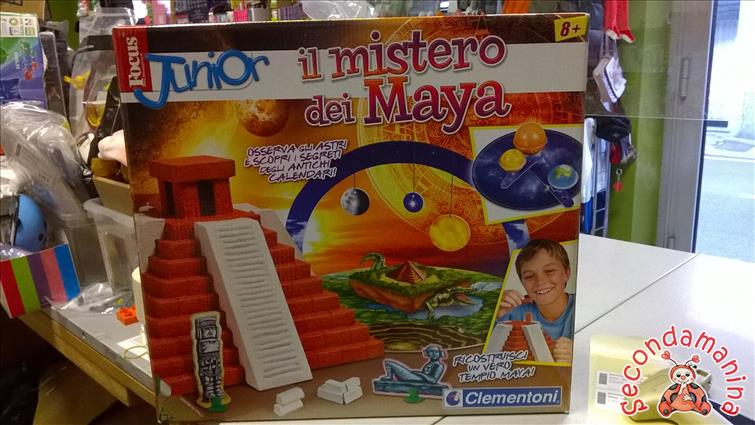 Focus
Junior
8+
il mistero
dei Maya
OSSERVA GLI ASTRI
E SCOPRI I SEGRETI
DEGLI ANTICHI
CALENDARI!
RICOSTRUISCI
UN VERO
TEMPIO MAYA!
Clementoni
Secondamanina